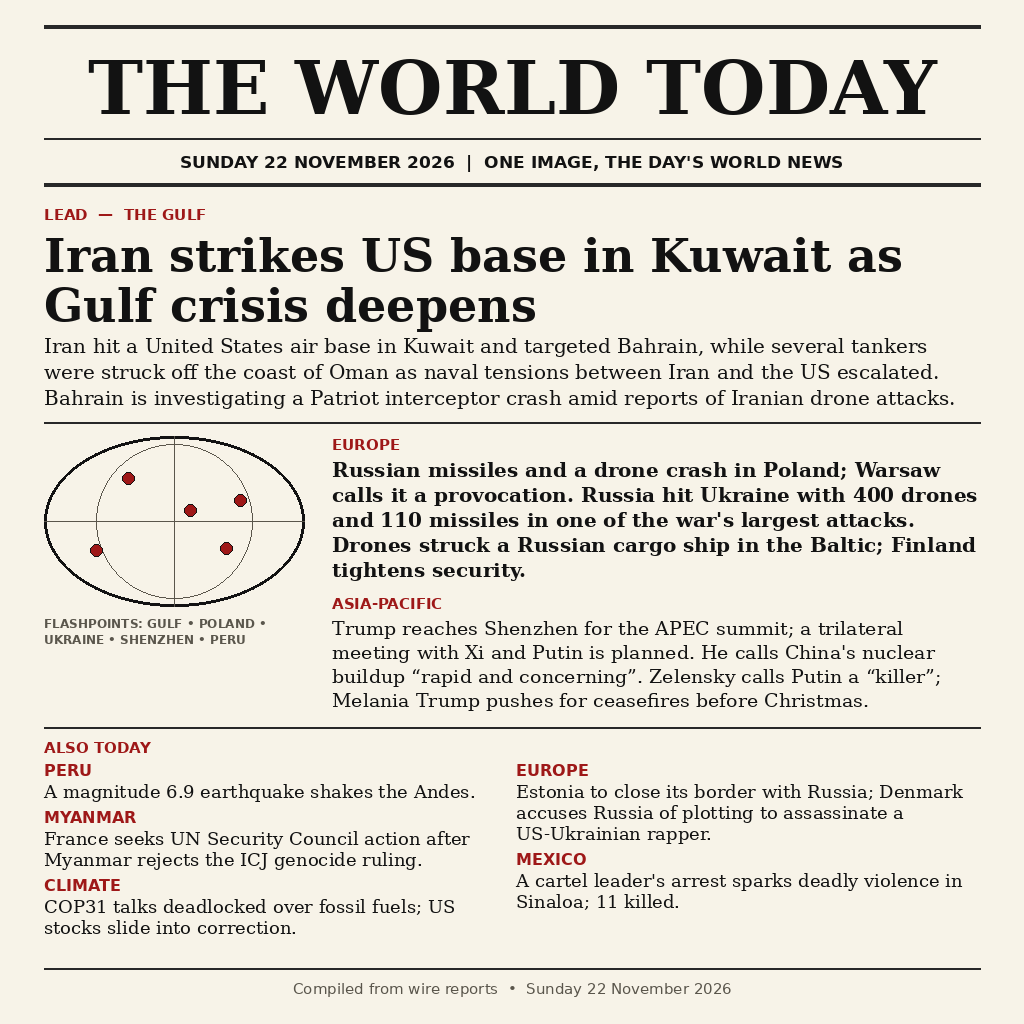 THE WORLD TODAY
SUNDAY 22 NOVEMBER 2026 | ONE IMAGE, THE DAY'S WORLD NEWS
LEAD — THE GULF
Iran strikes US base in Kuwait as
Gulf crisis deepens
Iran hit a United States air base in Kuwait and targeted Bahrain, while several tankers
were struck off the coast of Oman as naval tensions between Iran and the US escalated.
Bahrain is investigating a Patriot interceptor crash amid reports of Iranian drone attacks.
FLASHPOINTS: GULF • POLAND •
UKRAINE • SHENZHEN • PERU
EUROPE
Russian missiles and a drone crash in Poland; Warsaw
calls it a provocation. Russia hit Ukraine with 400 drones
and 110 missiles in one of the war's largest attacks.
Drones struck a Russian cargo ship in the Baltic; Finland
tightens security.
ASIA-PACIFIC
Trump reaches Shenzhen for the APEC summit; a trilateral
meeting with Xi and Putin is planned. He calls China's nuclear
buildup “rapid and concerning”. Zelensky calls Putin a “killer”;
Melania Trump pushes for ceasefires before Christmas.
ALSO TODAY
PERU
A magnitude 6.9 earthquake shakes the Andes.
MYANMAR
France seeks UN Security Council action after
Myanmar rejects the ICJ genocide ruling.
CLIMATE
COP31 talks deadlocked over fossil fuels; US
stocks slide into correction.
EUROPE
Estonia to close its border with Russia; Denmark
accuses Russia of plotting to assassinate a
US-Ukrainian rapper.
MEXICO
A cartel leader's arrest sparks deadly violence in
Sinaloa; 11 killed.
Compiled from wire reports • Sunday 22 November 2026